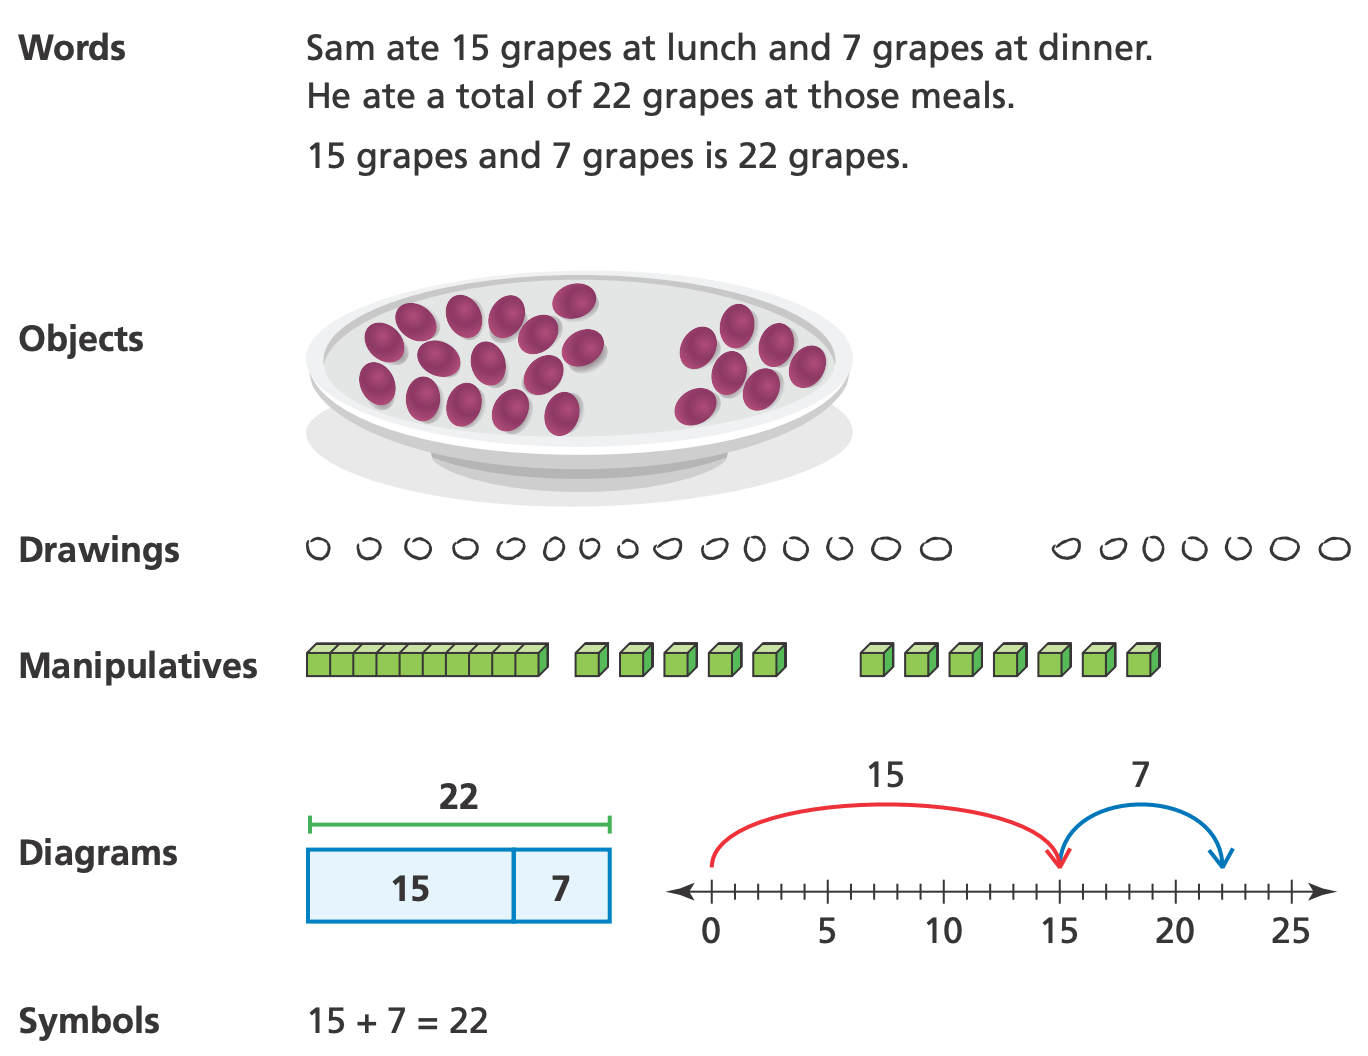 Words
Sam ate 15 grapes at lunch and 7 grapes at dinner.
He ate a total of 22 grapes at those meals.
15 grapes and 7 grapes is 22 grapes.
Objects
Drawings
Manipulatives
Diagrams
22
15 7
15 7
0 5 10 15 20 25
Symbols
15 + 7 = 22